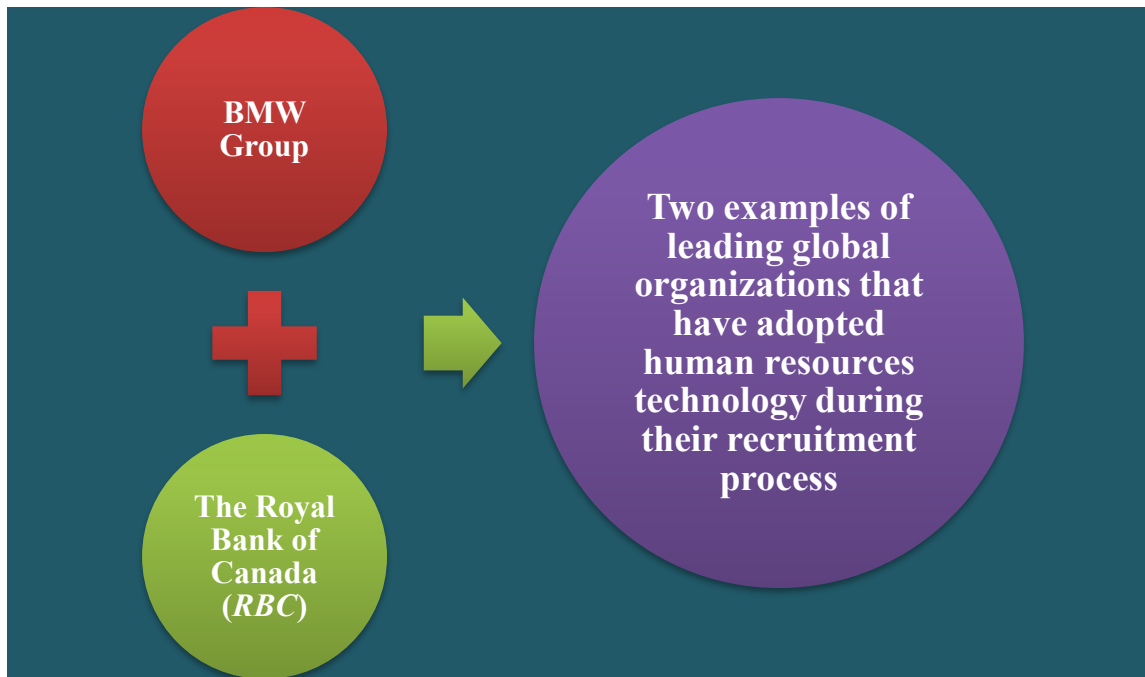 BMW
Group
The Royal
Bank of
Canada
(RBC)
Two examples of
leading global
organizations that
have adopted
human resources
technology during
their recruitment
process